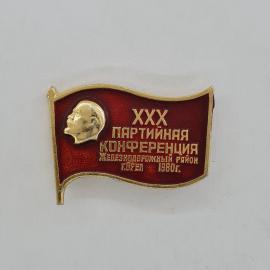 XXX
ПАРТИЙНАЯ
КОНФЕРЕНЦИЯ
ЖЕЛЕЗНОДОРОЖНЫЙ РАЙОН
Г.ОРЕЛ 1980г.